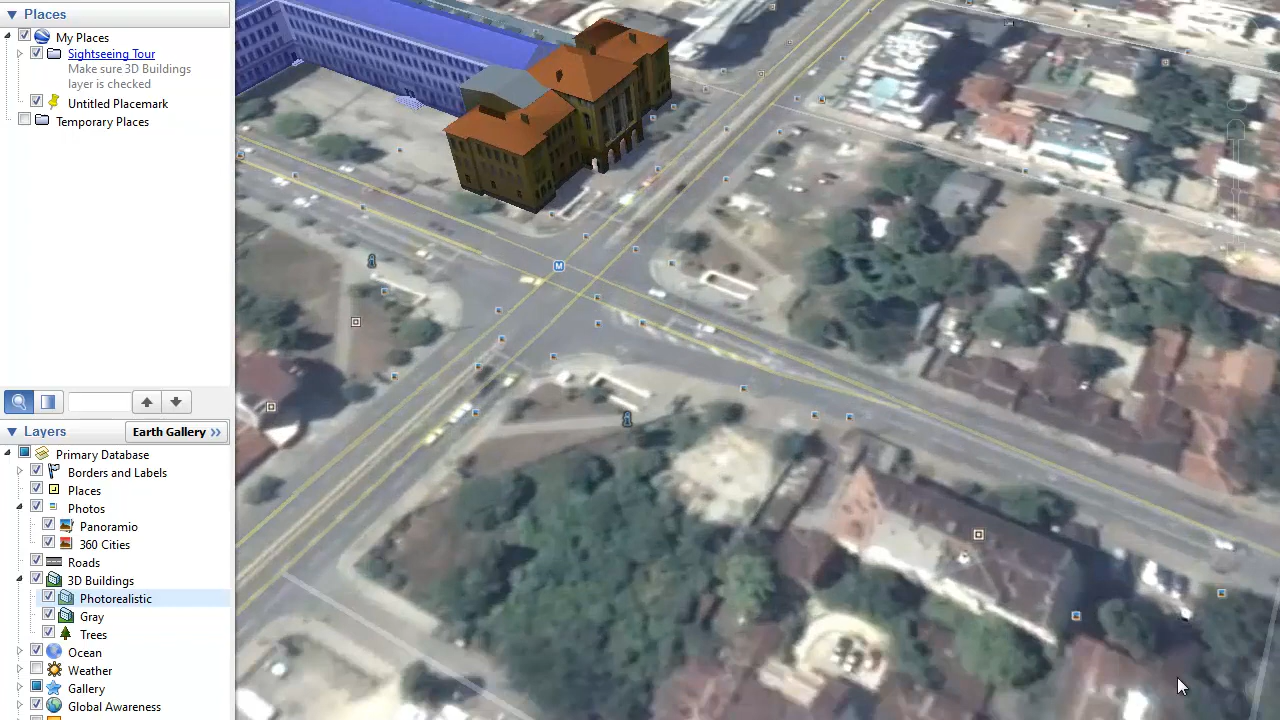 Places
My Places
Sightseeing Tour
Make sure 3D Buildings
layer is checked
Untitled Placemark
Temporary Places
Layers
Earth Gallery >>
Primary Database
Borders and Labels
Places
Photos
Panoramio
360 Cities
Roads
3D Buildings
Photorealistic
Gray
Trees
Ocean
Weather
Gallery
Global Awareness
M